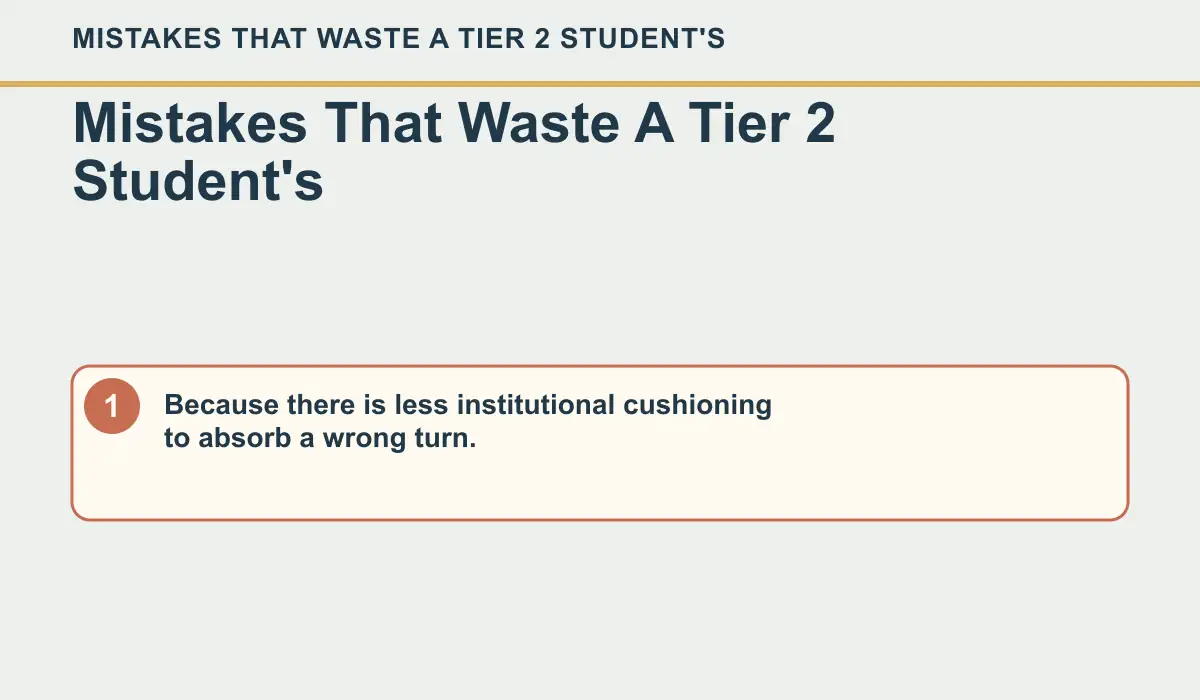 MISTAKES THAT WASTE A TIER 2 STUDENT'S
Mistakes That Waste A Tier 2
Student's
1
Because there is less institutional cushioning
to absorb a wrong turn.